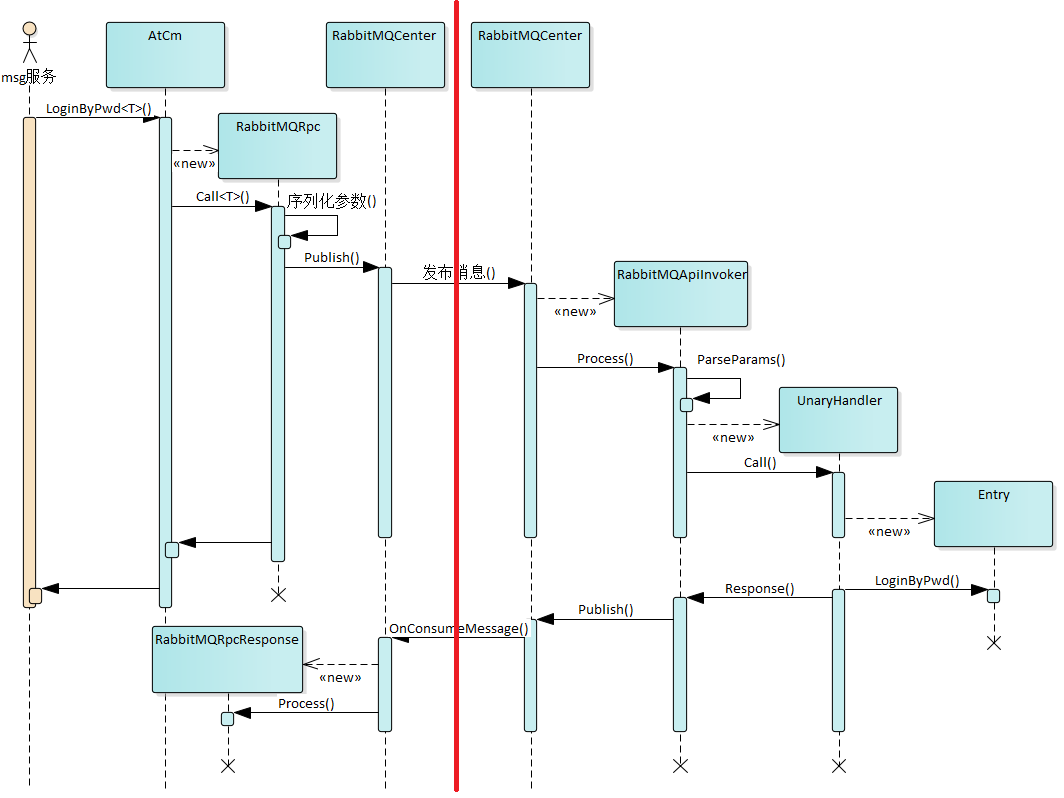 AtCm
RabbitMQCenter
RabbitMQCenter
msg服务
LoginByPwd<T>()
RabbitMQRpc
«new»
Call<T>()
序列化参数()
Publish()
发布消息()
RabbitMQApiInvoker
«new»
Process()
ParseParams()
UnaryHandler
«new»
Call()
Entry
«new»
LoginByPwd()
Response()
Publish()
OnConsumeMessage()
RabbitMQRpcResponse
«new»
Process()